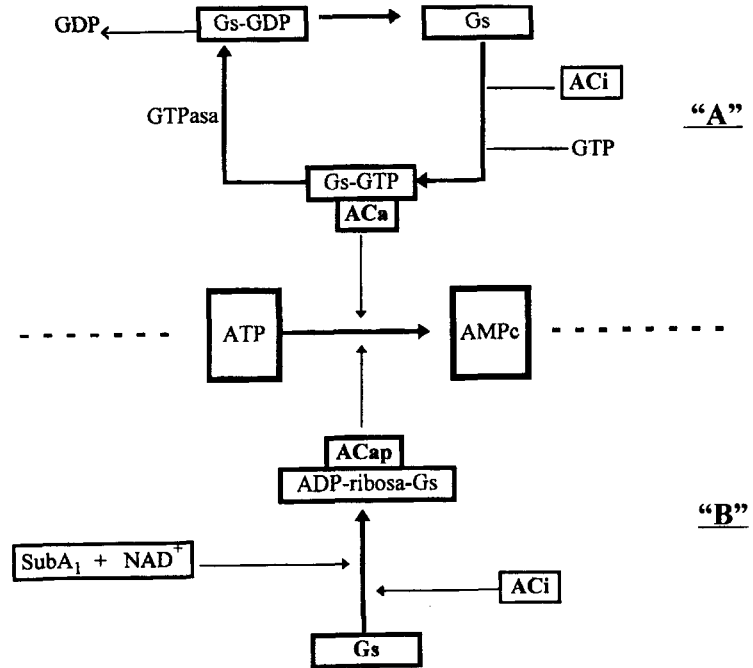 GDP
Gs-GDP
Gs
ACi
"A"
GTPasa
GTP
Gs-GTP
ACa
ATP
AMPc
ACap
ADP-ribosa-Gs
"B"
SubA₁ + NAD⁺
ACi
Gs